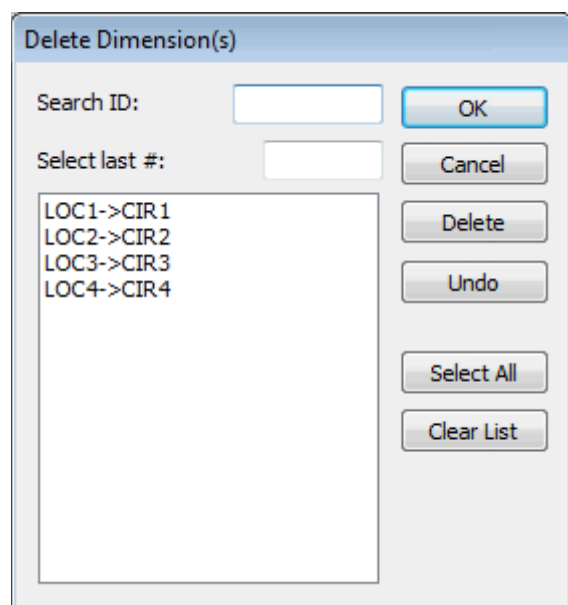 Delete Dimension(s)
Search ID:
OK
Select last #:
Cancel
LOC1->CIR1
LOC2->CIR2
LOC3->CIR3
LOC4->CIR4
Delete
Undo
Select All
Clear List